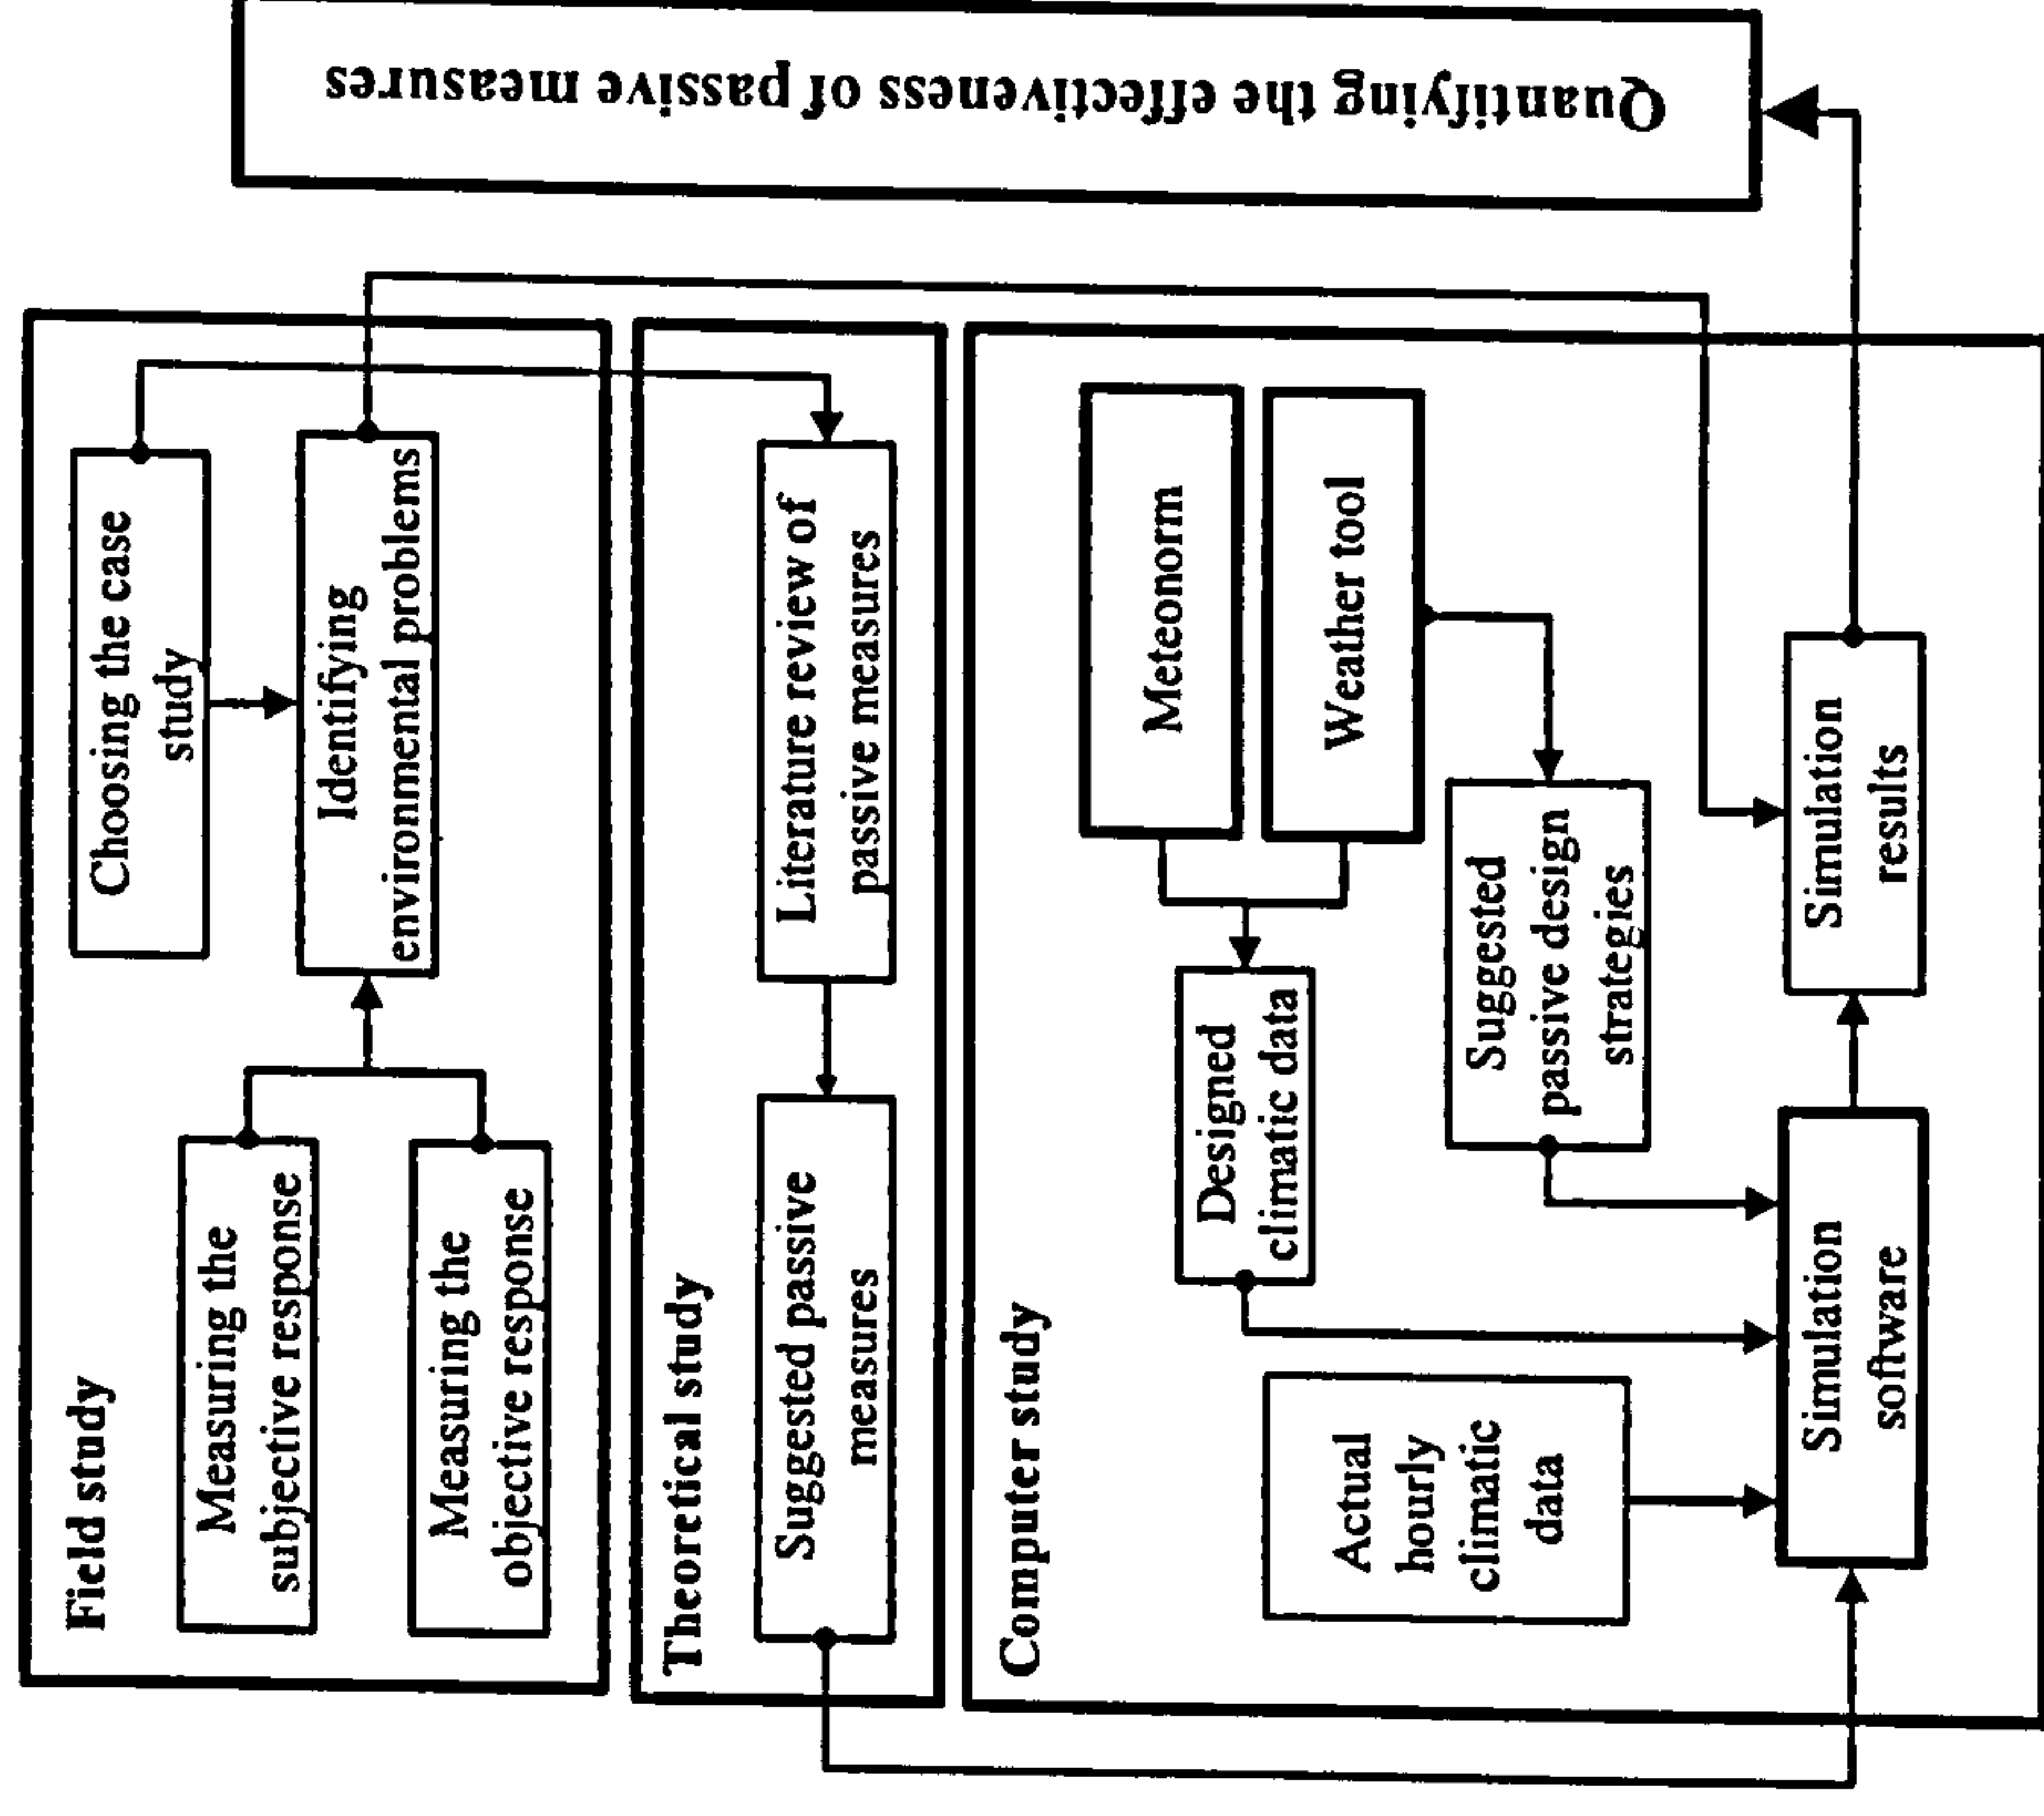 Field study
Choosing the case
study
Measuring the
subjective response
Identifying
environmental problems
Measuring the
objective response
Theoretical study
Literature review of
passive measures
Suggested passive
measures
Computer study
Meteonorm
Weather tool
Designed
climatic data
Actual
hourly
climatic
data
Suggested
passive design
strategies
Simulation
software
Simulation
results
Quantifying the effectiveness of passive measures